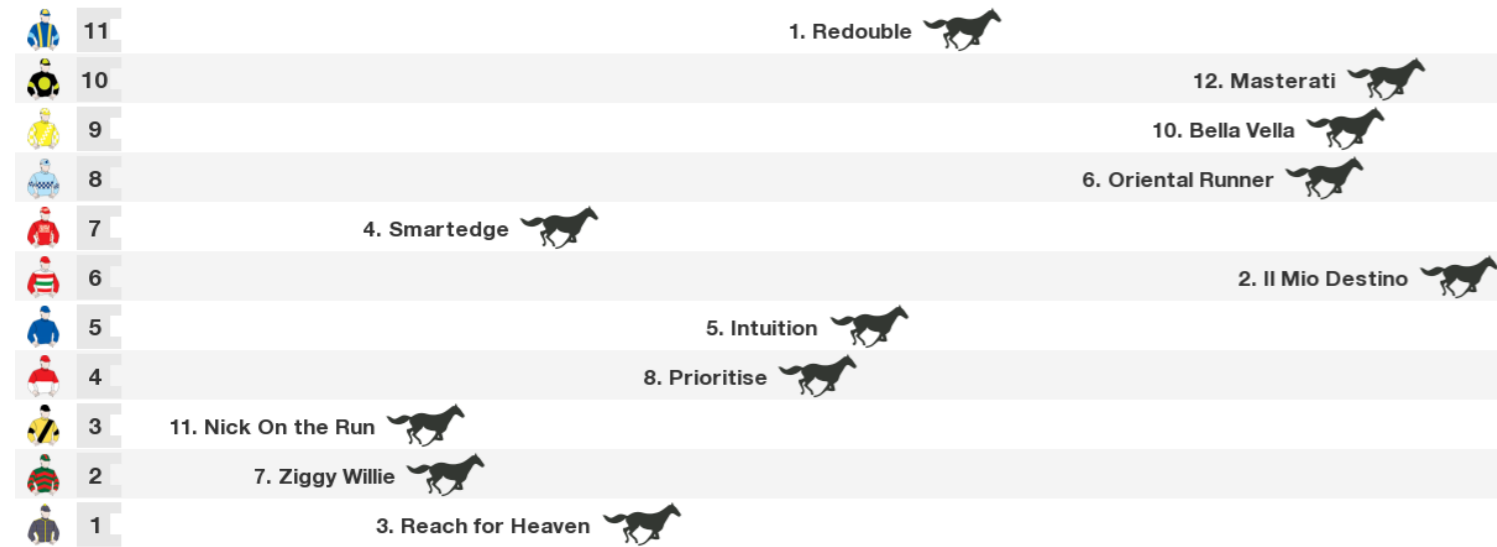 11 1. Redouble
10 12. Masterati
9 10. Bella Vella
8 6. Oriental Runner
7 4. Smartedge
6 2. Il Mio Destino
5 5. Intuition
4 8. Prioritise
3 11. Nick On the Run
2 7. Ziggy Willie
1 3. Reach for Heaven